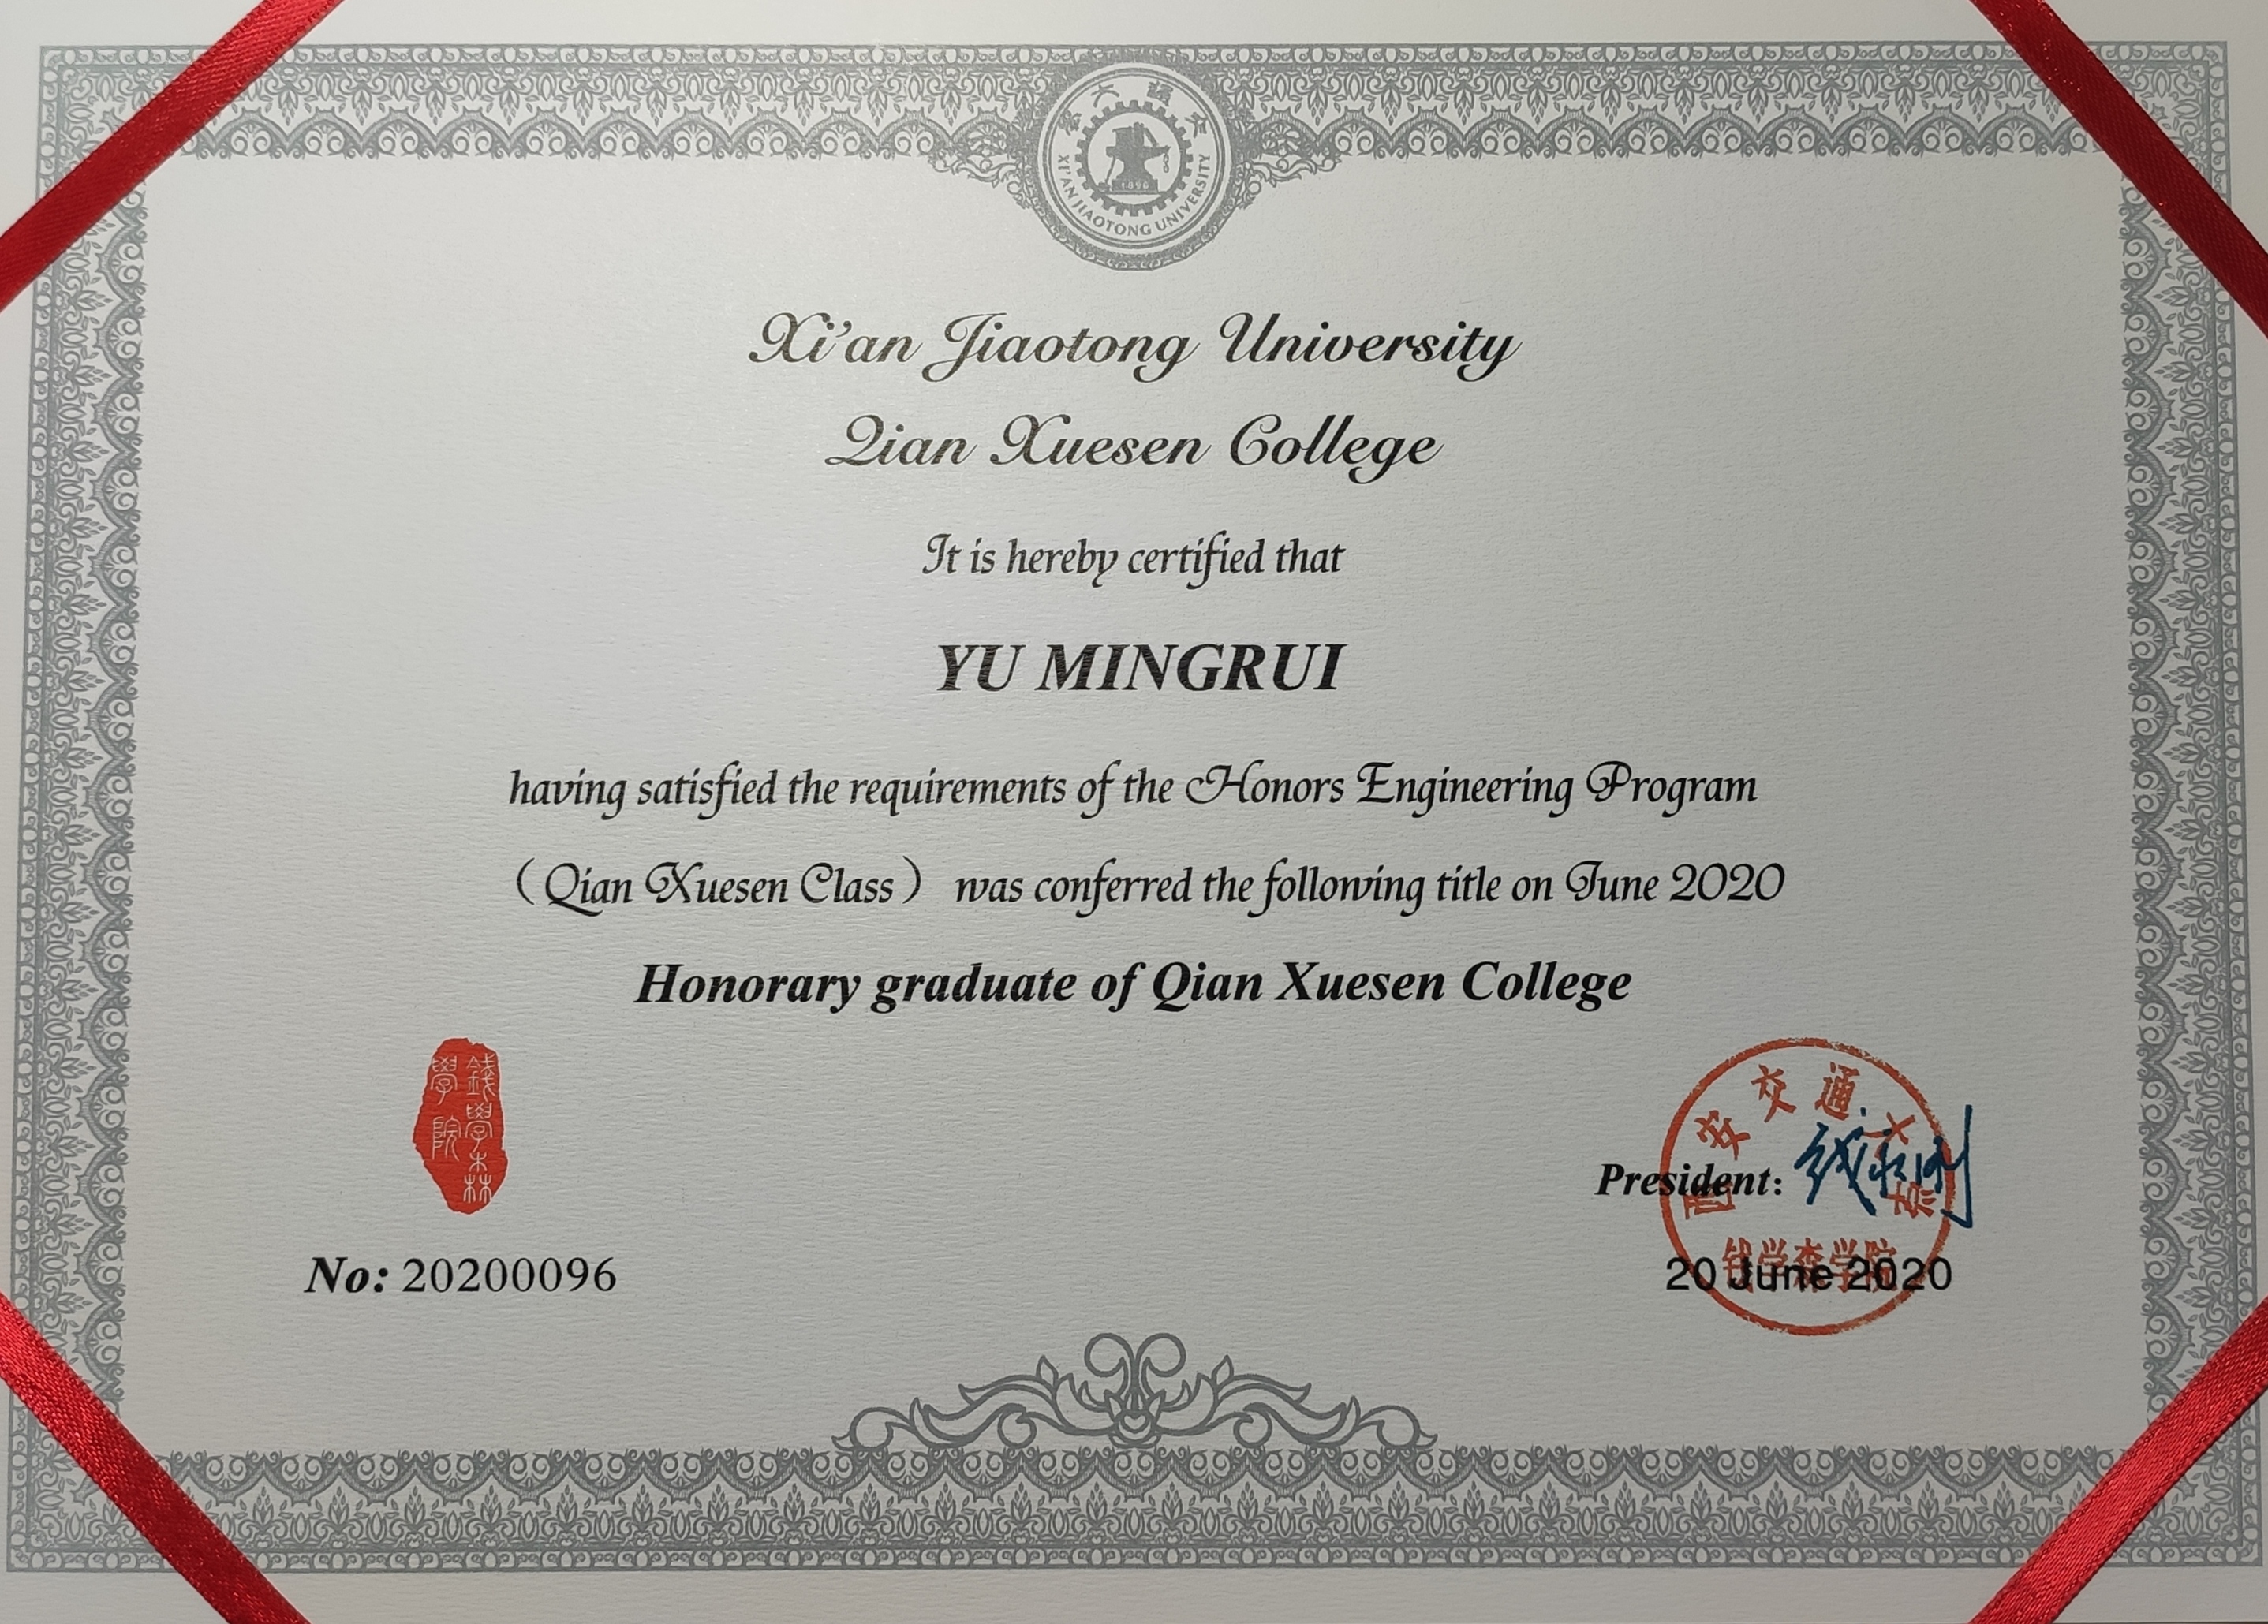 交通大學
XI'AN JIAOTONG UNIVERSITY
1896
Xi'an Jiaotong University
Qian Xuesen College
It is hereby certified that
YU MINGRUI
having satisfied the requirements of the Honors Engineering Program
（Qian Xuesen Class） was conferred the following title on June 2020
Honorary graduate of Qian Xuesen College
錢學森
學院
西安交通大学
President:
钱学森学院
No: 20200096
20 June 2020